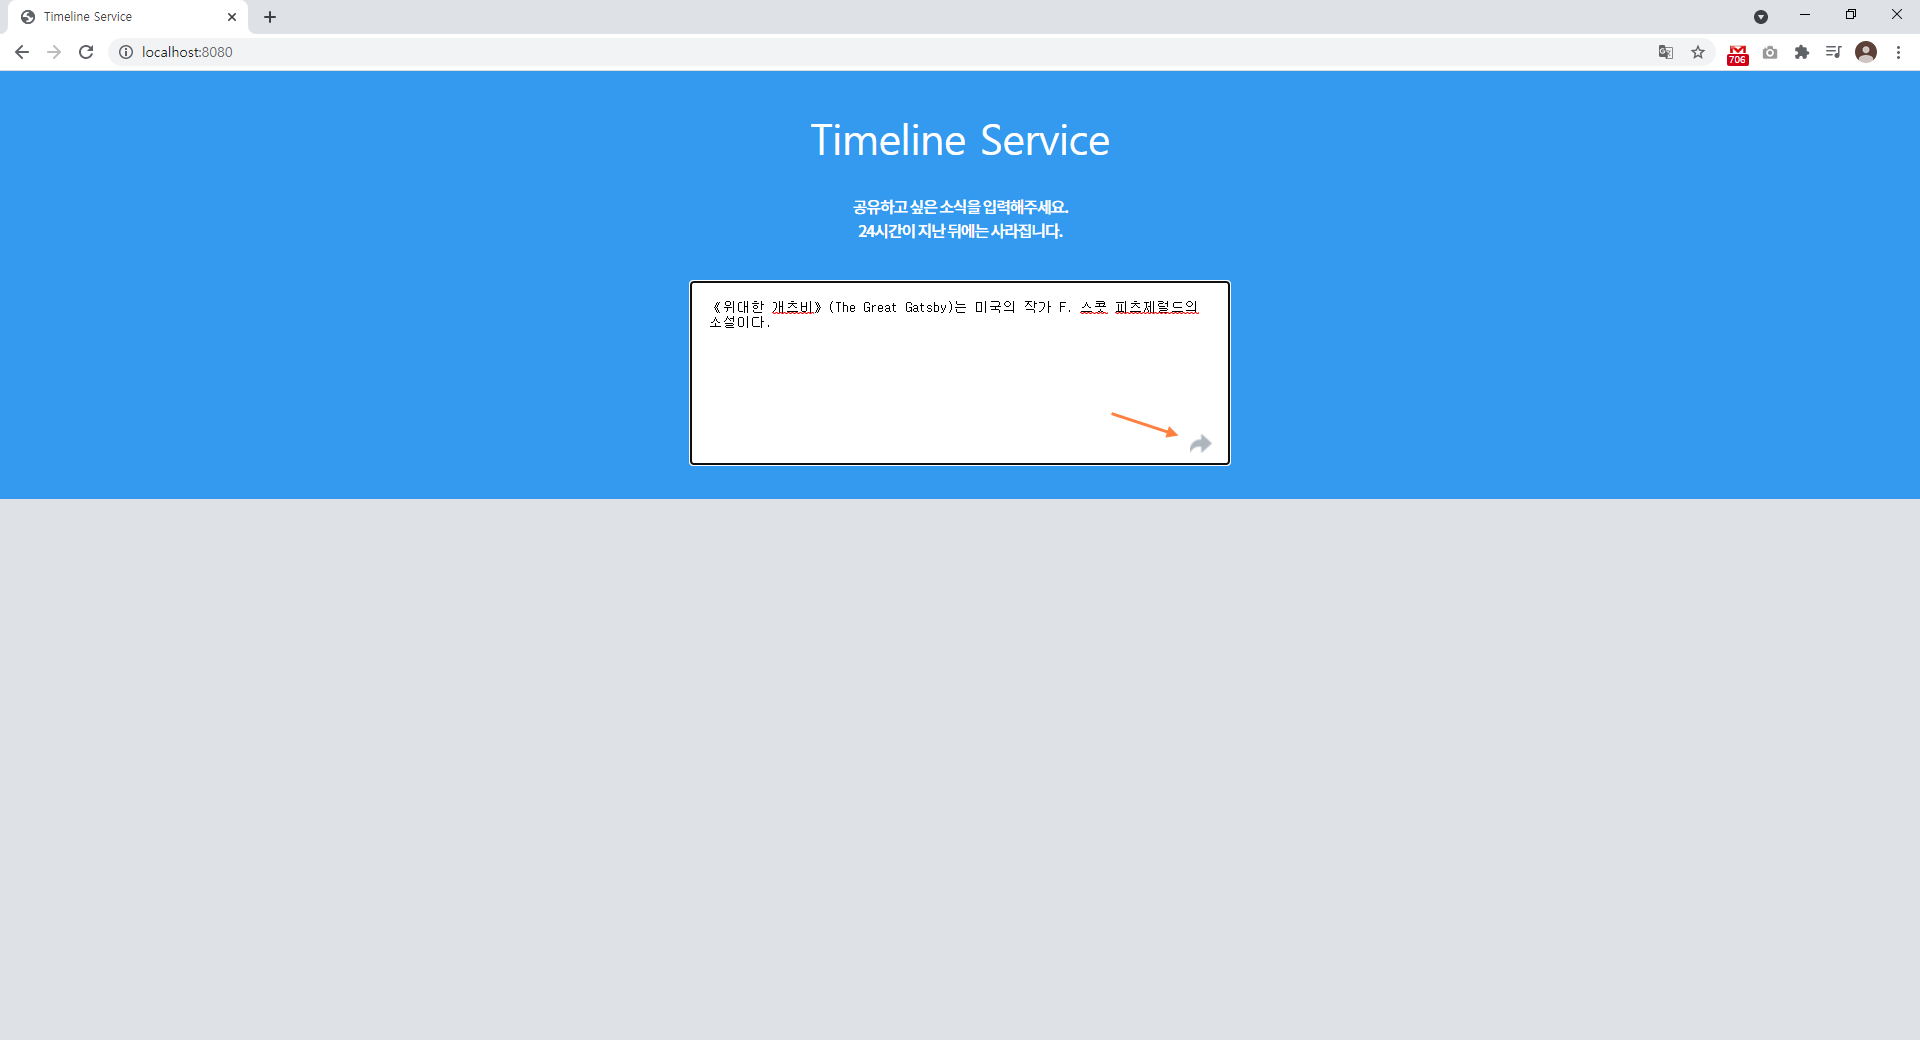 Timeline Service
localhost:8080
706
Timeline Service
공유하고 싶은 소식을 입력해주세요.
24시간이 지난 뒤에는 사라집니다.
《위대한 개츠비》(The Great Gatsby)는 미국의 작가 F. 스콧 피츠제럴드의
소설이다.